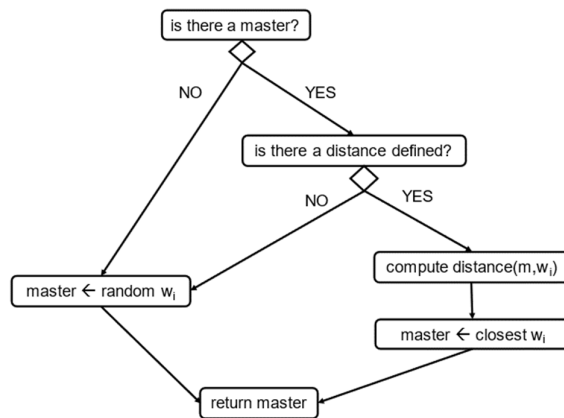 is there a master?
NO
YES
is there a distance defined?
NO
YES
compute distance(m,wᵢ)
master ← random wᵢ
master ← closest wᵢ
return master